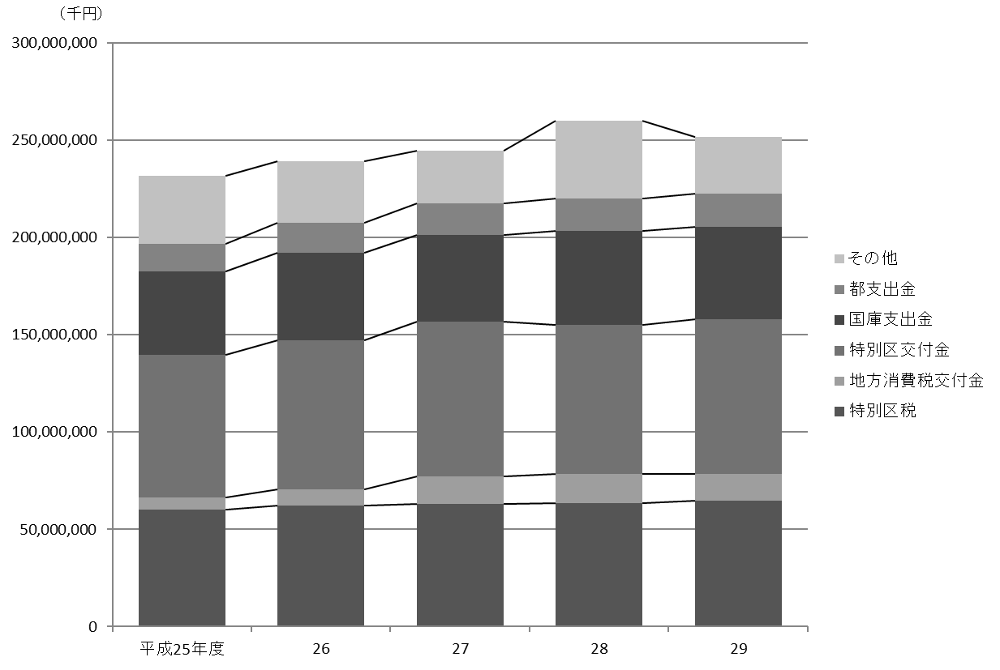 （千円）
300,000,000
250,000,000
200,000,000
150,000,000
100,000,000
50,000,000
0
平成25年度
26
27
28
29
その他
都支出金
国庫支出金
特別区交付金
地方消費税交付金
特別区税